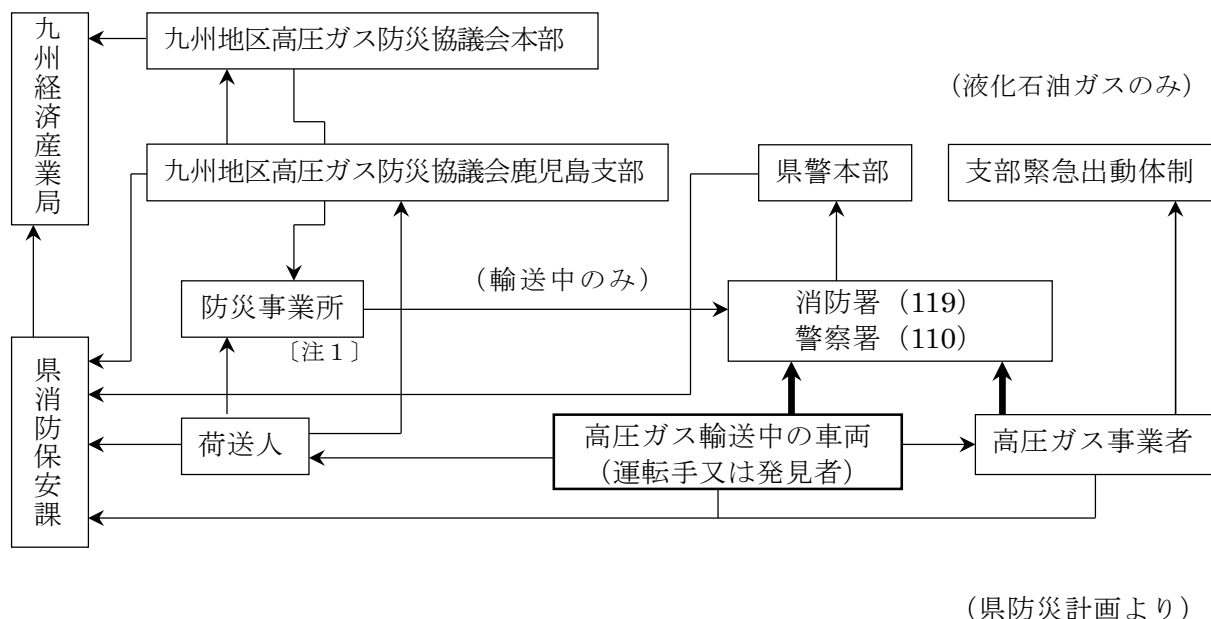 九州経済産業局
九州地区高圧ガス防災協議会本部
（液化石油ガスのみ）
九州地区高圧ガス防災協議会鹿児島支部
県警本部
支部緊急出動体制
（輸送中のみ）
防災事業所
〔注１〕
消防署（119）
警察署（110）
県消防保安課
荷送人
高圧ガス輸送中の車両
（運転手又は発見者）
高圧ガス事業者
（県防災計画より）